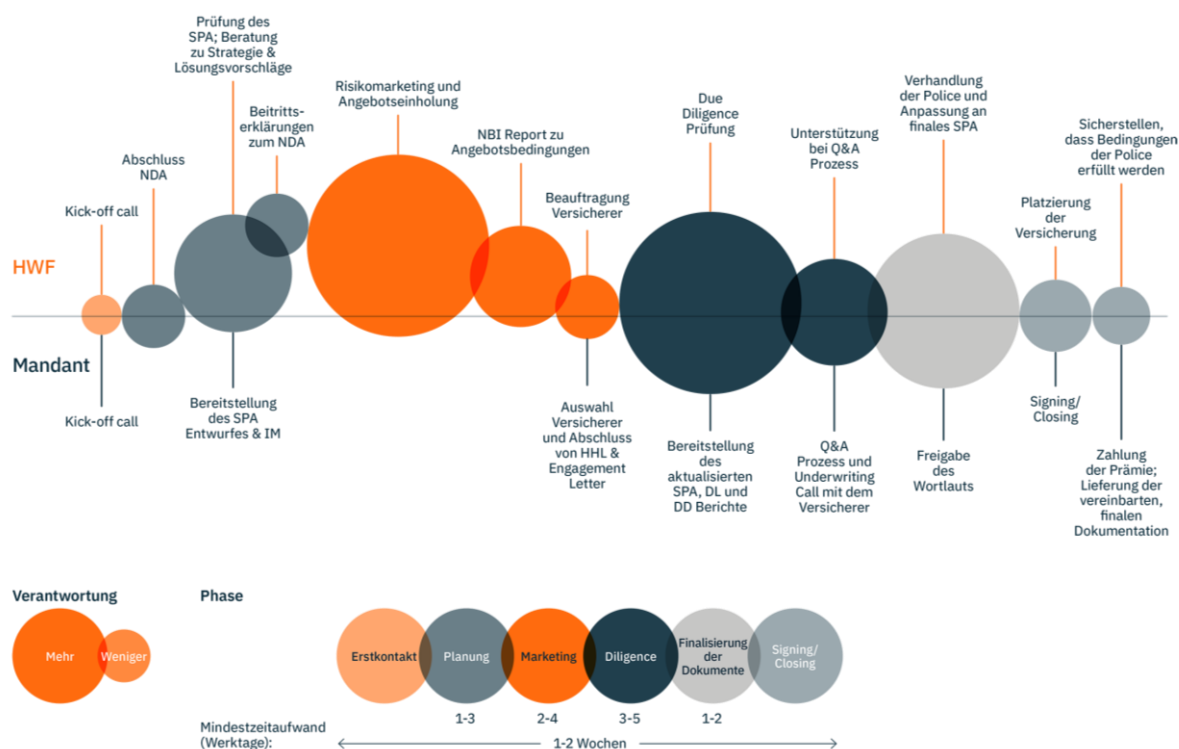 Prüfung des
SPA; Beratung
zu Strategie &
Lösungsvorschläge
Beitritts-
erklärungen
zum NDA
Abschluss
NDA
Kick-off call
Risikomarketing und
Angebotseinholung
NBI Report zu
Angebotsbedingungen
Beauftragung
Versicherer
Due
Diligence
Prüfung
Unterstützung
bei Q&A
Prozess
Verhandlung
der Police und
Anpassung an
finales SPA
Platzierung
der
Versicherung
Sicherstellen,
dass Bedingungen
der Police
erfüllt werden
HWF
Mandant
Kick-off call
Bereitstellung
des SPA
Entwurfes & IM
Auswahl
Versicherer
und Abschluss
von HHL &
Engagement
Letter
Bereitstellung
des
aktualisierten
SPA, DL und
DD Berichte
Q&A
Prozess und
Underwriting
Call mit dem
Versicherer
Freigabe
des
Wortlauts
Signing/
Closing
Zahlung
der Prämie;
Lieferung der
vereinbarten,
finalen
Dokumentation
Verantwortung
Mehr
Weniger
Phase
Erstkontakt
Planung
Marketing
Diligence
Finalisierung
der
Dokumente
Signing/
Closing
Mindestzeitaufwand
(Werktage):
1-3
2-4
3-5
1-2
1-2 Wochen